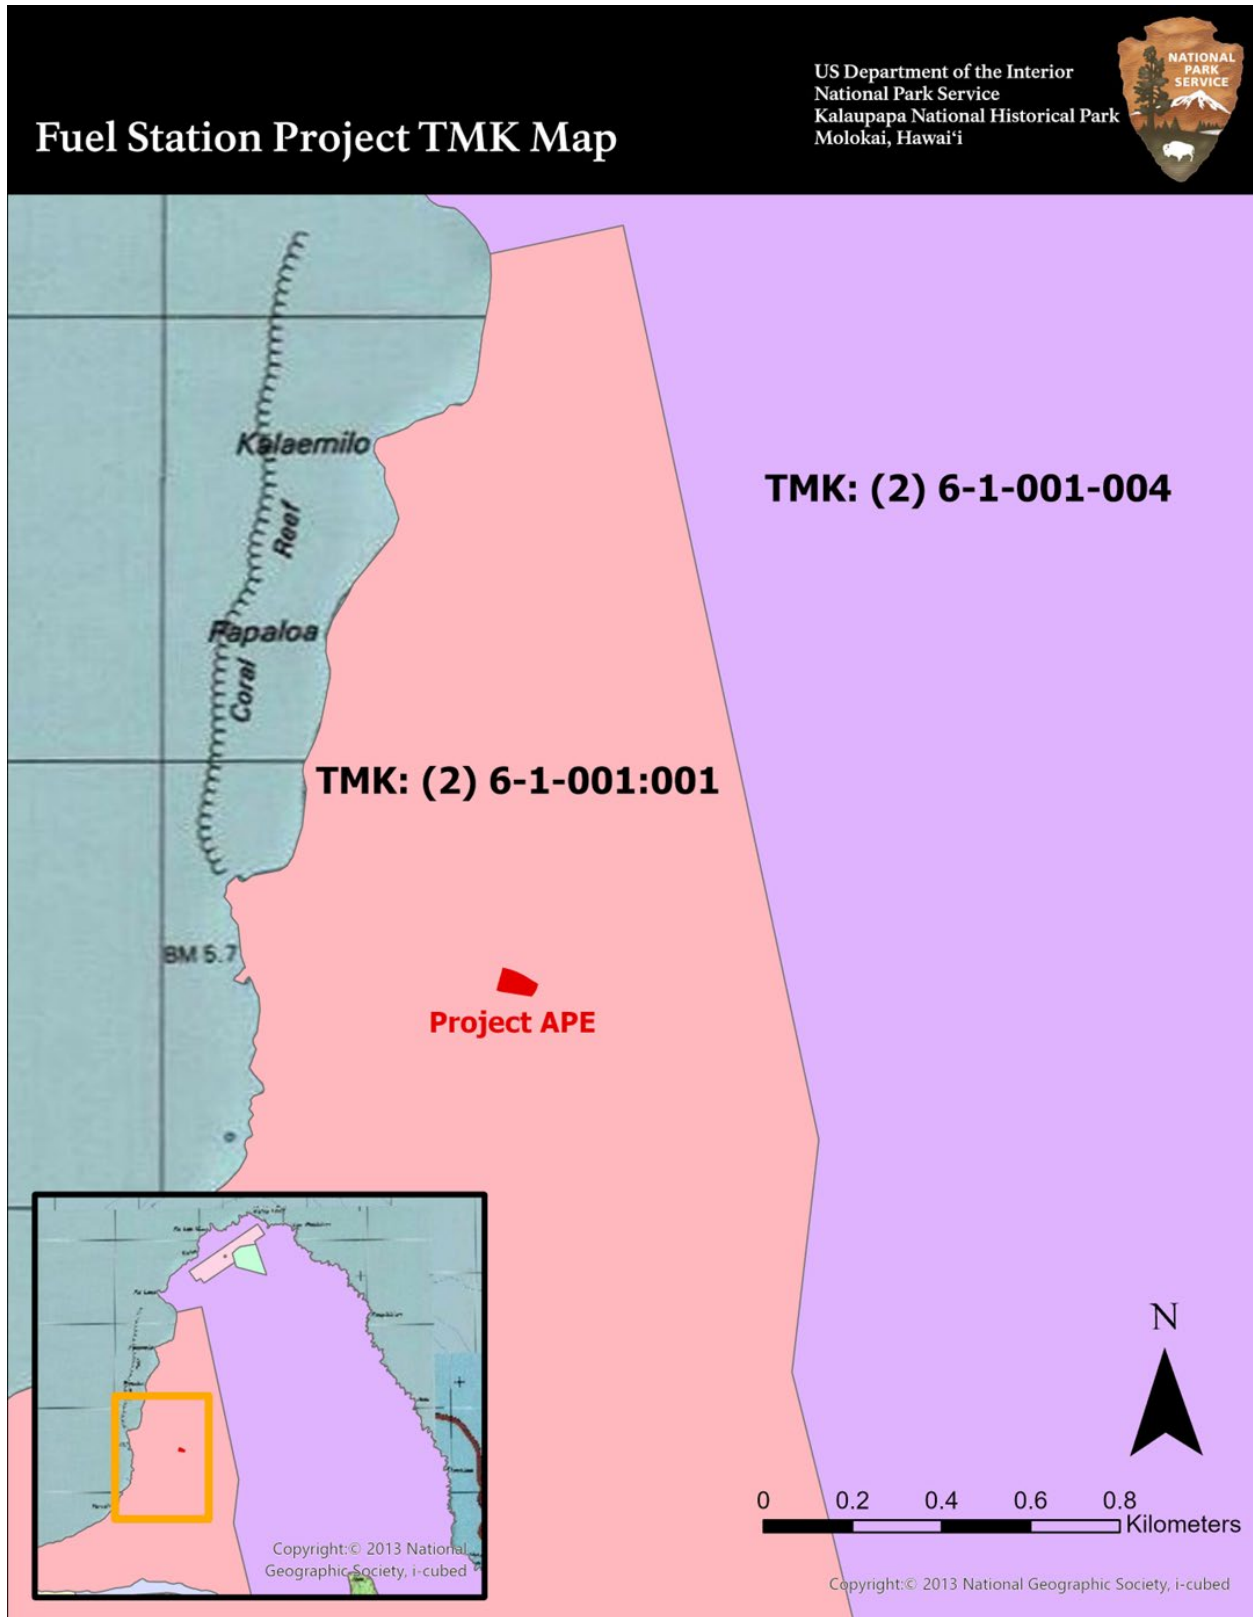 Fuel Station Project TMK Map
US Department of the Interior
National Park Service
Kalaupapa National Historical Park
Molokai, Hawaiʻi
NATIONAL
PARK
SERVICE
Kalaemilo
Reef
Papaloa
Coral
TMK: (2) 6-1-001-004
TMK: (2) 6-1-001:001
BM 5.7
Project APE
N
0 0.2 0.4 0.6 0.8
Kilometers
Copyright:© 2013 National
Geographic Society, i-cubed
Copyright:© 2013 National Geographic Society, i-cubed